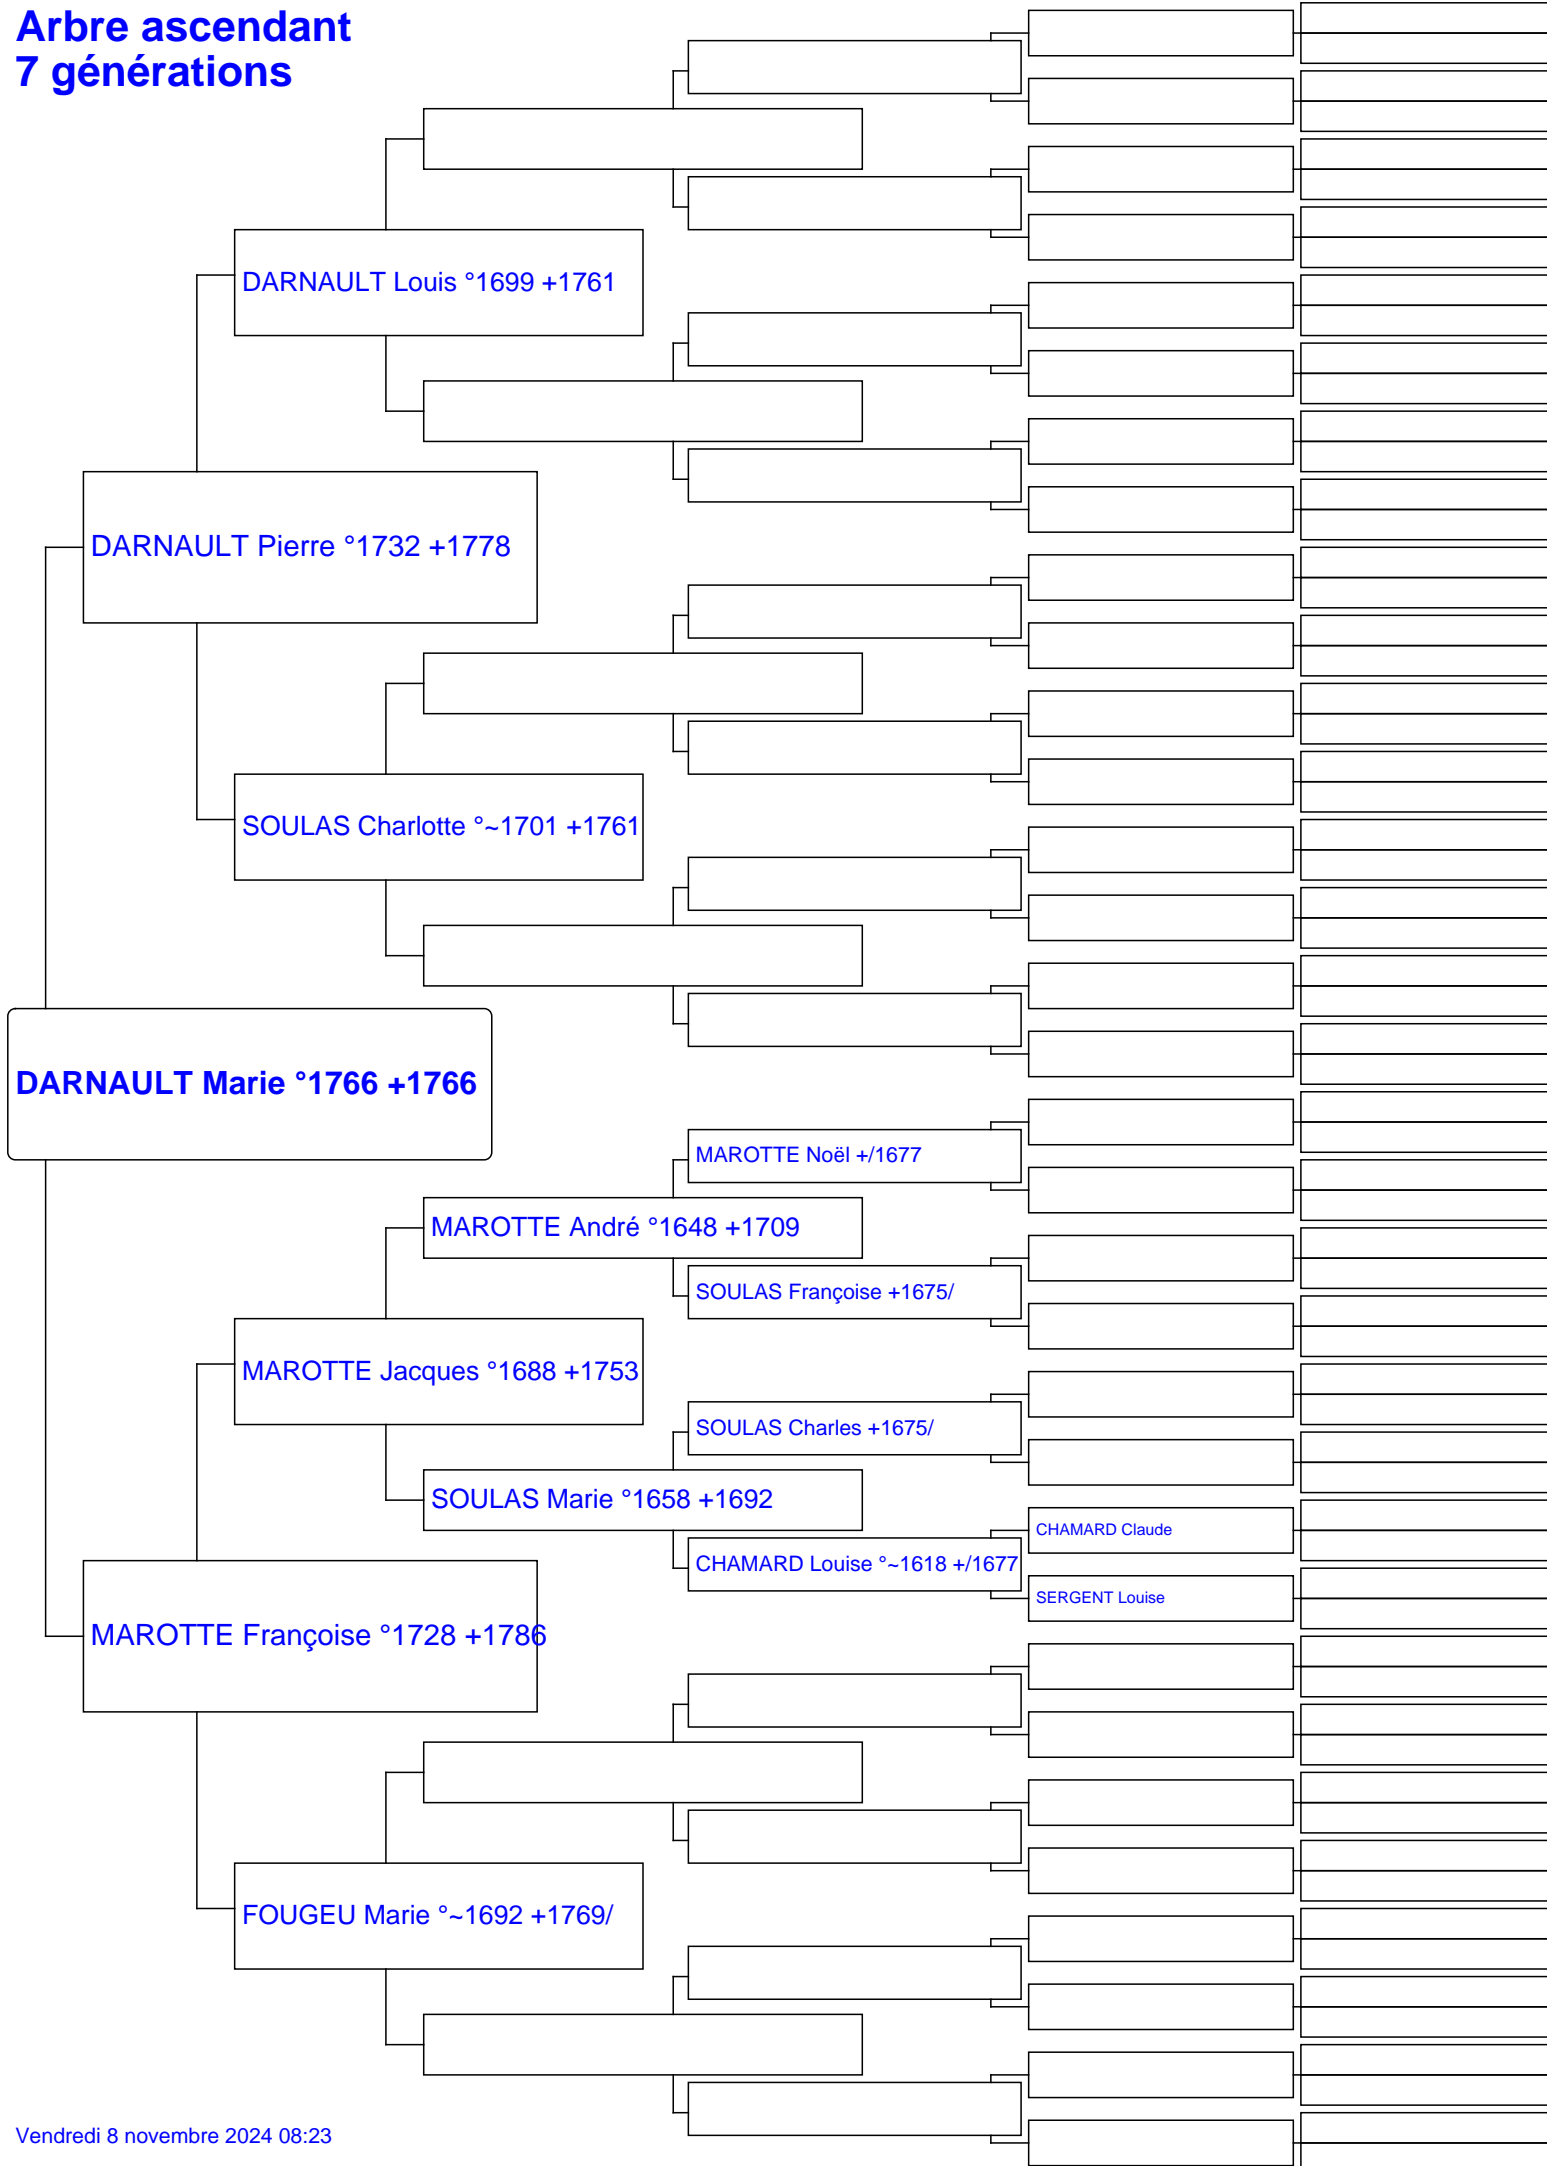 Arbre ascendant
7 générations
DARNAULT Louis °1699 +1761
DARNAULT Pierre °1732 +1778
SOULAS Charlotte °~1701 +1761
DARNAULT Marie °1766 +1766
MAROTTE Noël +/1677
MAROTTE André °1648 +1709
SOULAS Françoise +1675/
MAROTTE Jacques °1688 +1753
SOULAS Charles +1675/
SOULAS Marie °1658 +1692
CHAMARD Claude
CHAMARD Louise °~1618 +/1677
SERGENT Louise
MAROTTE Françoise °1728 +1786
FOUGEU Marie °~1692 +1769/
Vendredi 8 novembre 2024 08:23